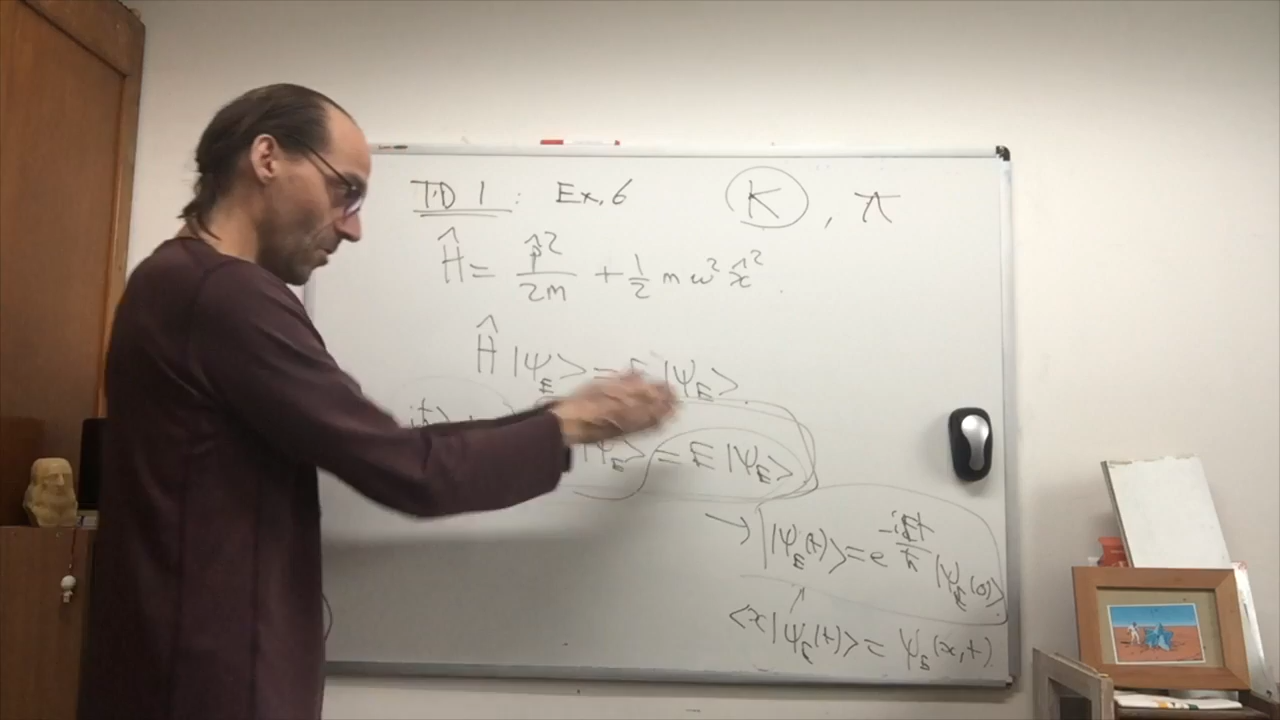 TD 1 : Ex. 6 K , π
Ĥ = p̂²/2m + 1/2 m ω² x̂²
Ĥ |ψ_E> = E |ψ_E>
iħ |ψ_E> = E |ψ_E>
→ |ψ_E(t)> = e^{-iEt/ħ} |ψ_E(0)>
<x|ψ_E(t)> = ψ_E(x,t)